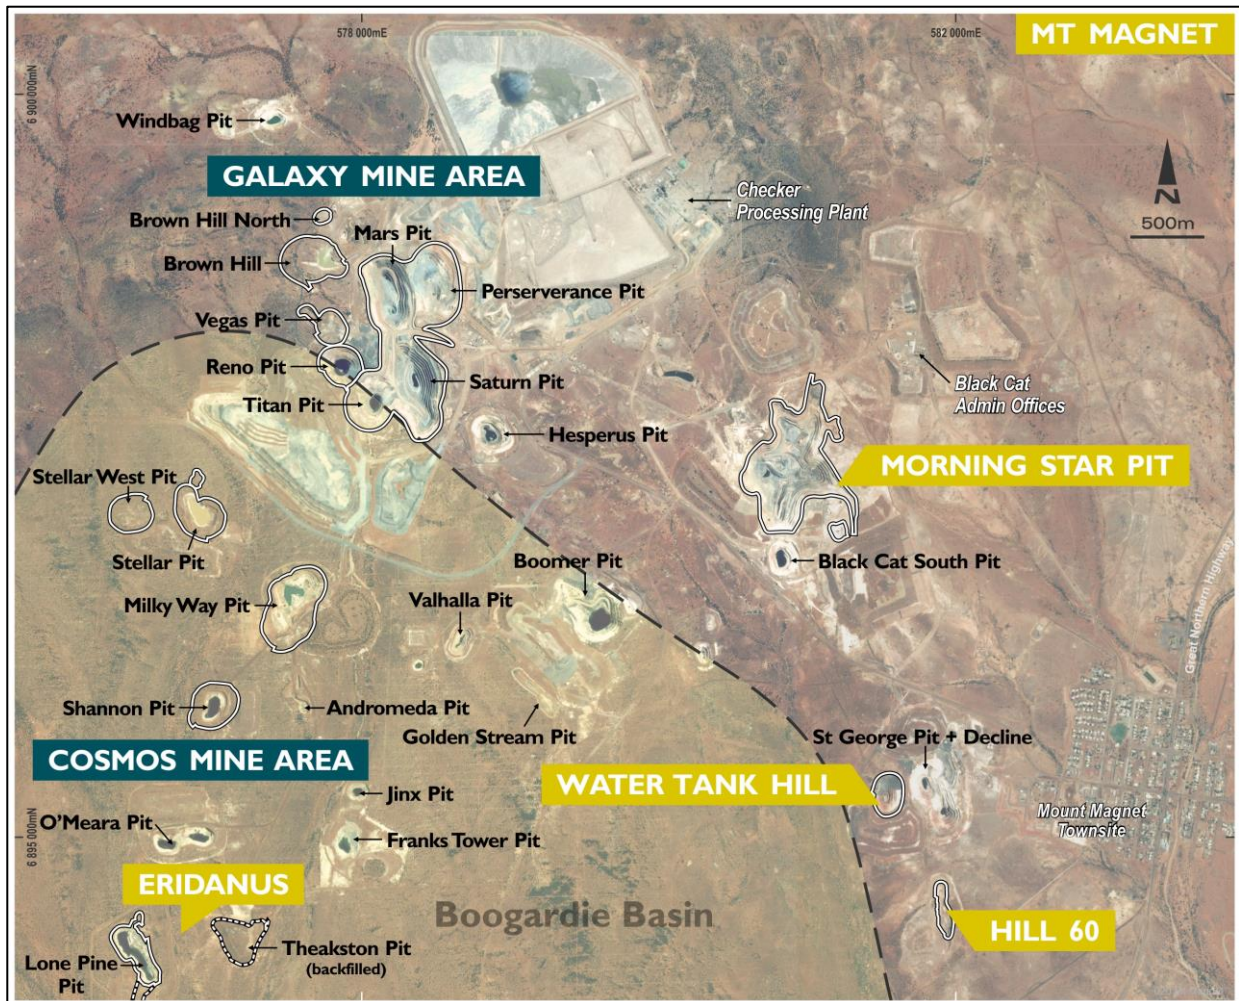 578 000mE
582 000mE
MT MAGNET
6 900 000mN
Windbag Pit
GALAXY MINE AREA
Checker
Processing Plant
N
500m
Brown Hill North
Mars Pit
Brown Hill
Perserverance Pit
Vegas Pit
Reno Pit
Saturn Pit
Titan Pit
Black Cat
Admin Offices
Hesperus Pit
MORNING STAR PIT
Stellar West Pit
Stellar Pit
Boomer Pit
Black Cat South Pit
Milky Way Pit
Valhalla Pit
Great Northern Highway
Shannon Pit
Andromeda Pit
Golden Stream Pit
St George Pit + Decline
COSMOS MINE AREA
WATER TANK HILL
Jinx Pit
Mount Magnet
Townsite
O'Meara Pit
Franks Tower Pit
6 895 000mN
ERIDANUS
Boogardie Basin
HILL 60
Theakston Pit
(backfilled)
Lone Pine
Pit